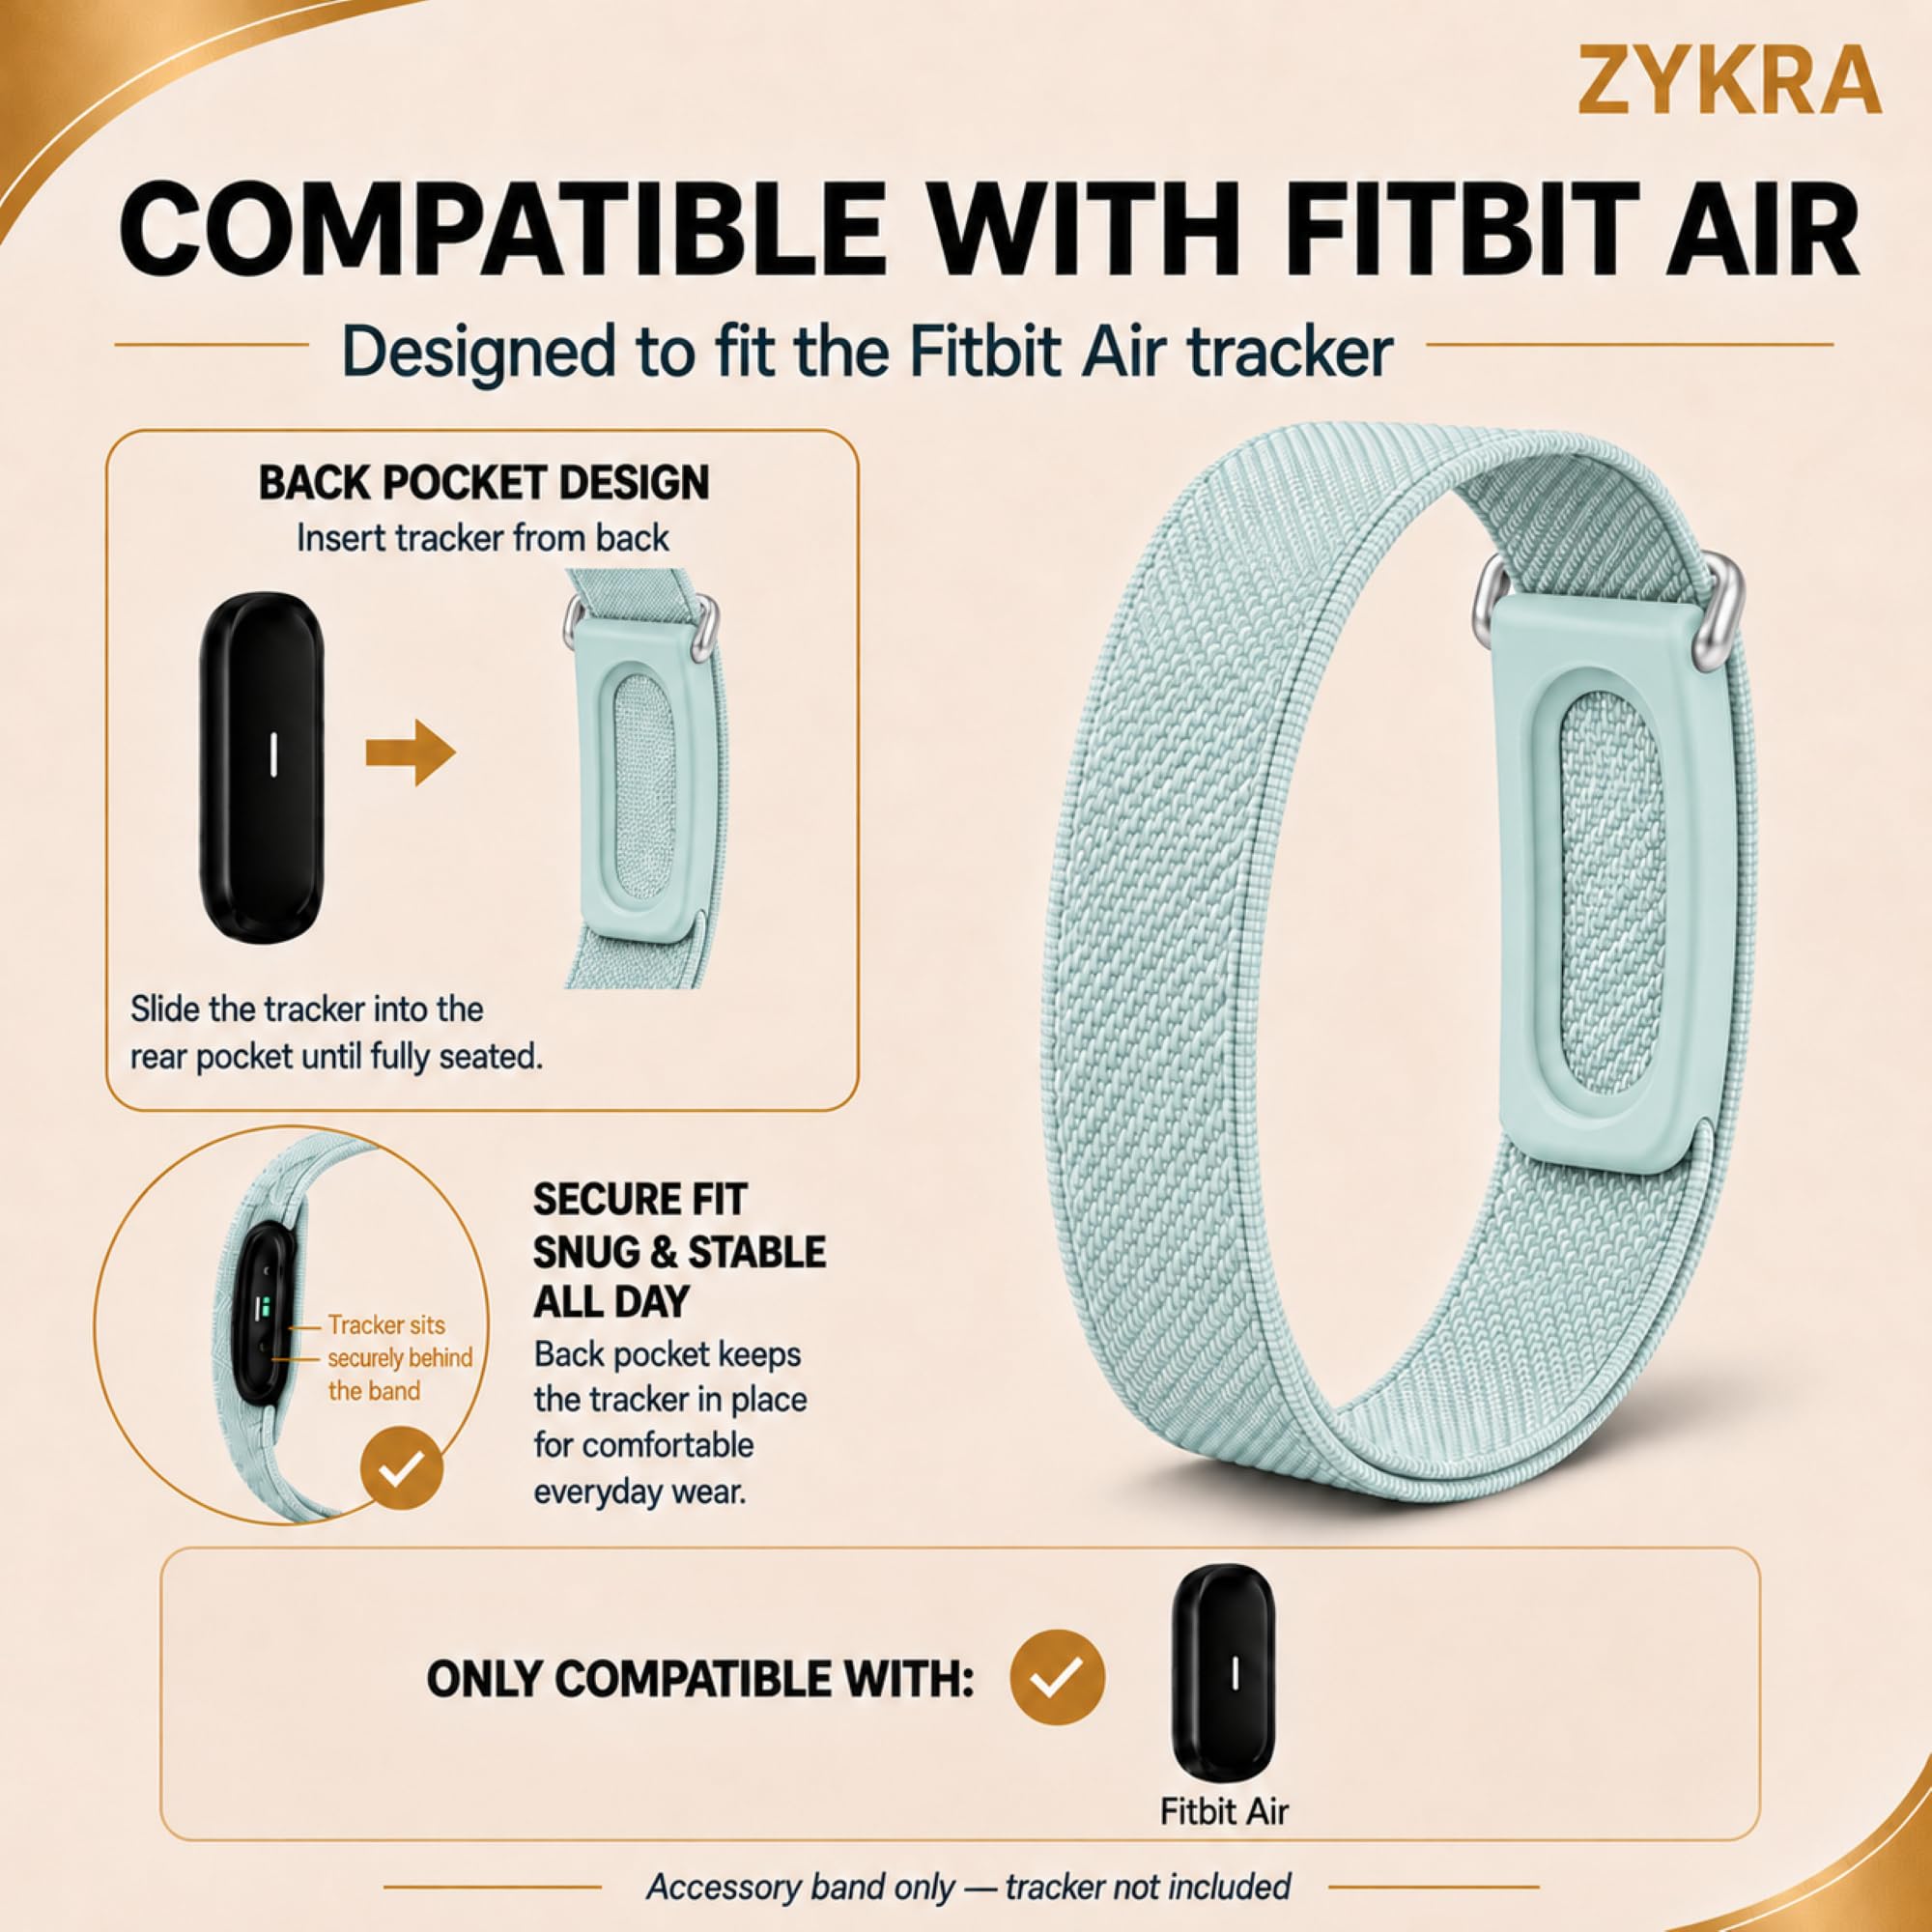 ZYKRA
COMPATIBLE WITH FITBIT AIR
Designed to fit the Fitbit Air tracker
BACK POCKET DESIGN
Insert tracker from back
Slide the tracker into the
rear pocket until fully seated.
Tracker sits
securely behind
the band
SECURE FIT
SNUG & STABLE
ALL DAY
Back pocket keeps
the tracker in place
for comfortable
everyday wear.
ONLY COMPATIBLE WITH:
Fitbit Air
Accessory band only — tracker not included